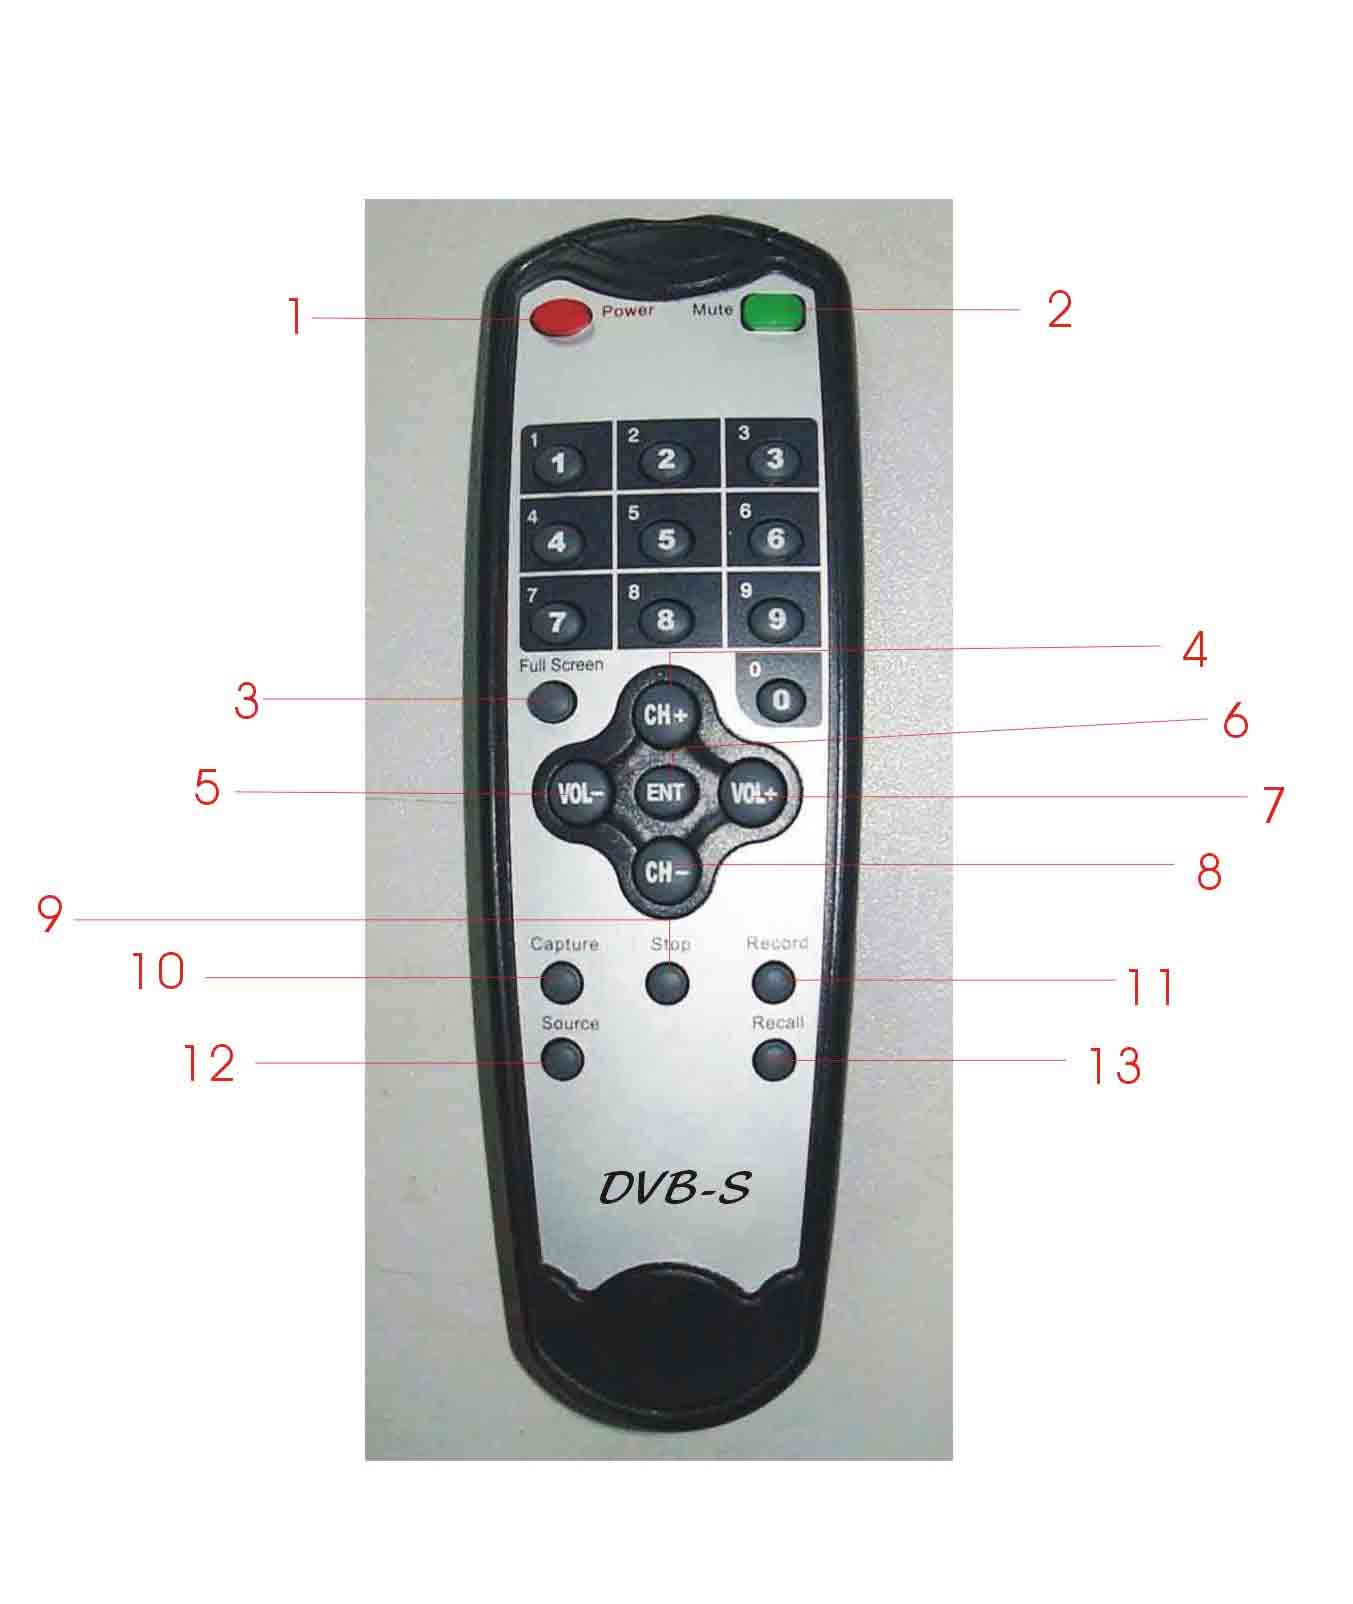 1 Power Mute 2
1 2 3
1 2 3
4 5 6
4 5 6
7 8 9
7 8 9
Full Screen 4
0
3 CH+ 0
6
5 VOL- ENT VOL+ 7
CH- 8
9
Capture Stop Record
10 11
Source Recall
12 13
DVB-S